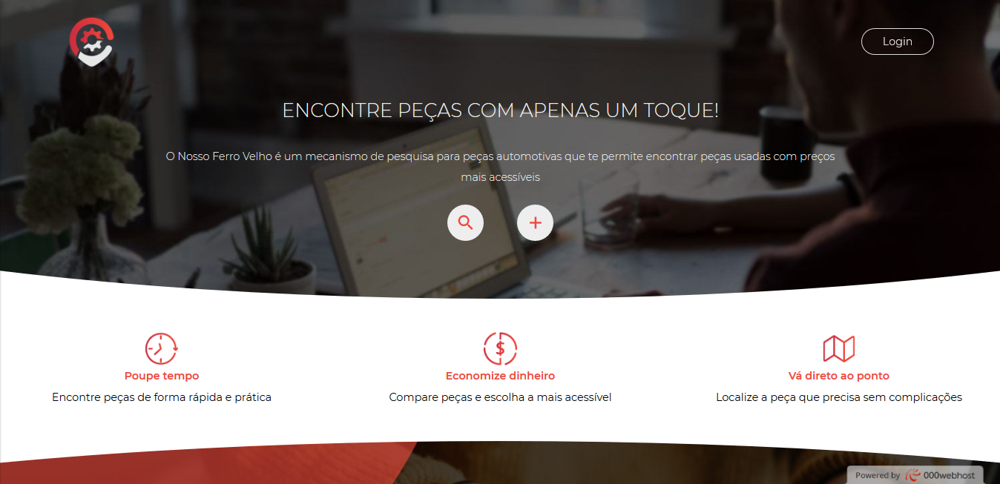 Login
ENCONTRE PEÇAS COM APENAS UM TOQUE!
O Nosso Ferro Velho é um mecanismo de pesquisa para peças automotivas que te permite encontrar peças usadas com preços
mais acessíveis
Poupe tempo
Encontre peças de forma rápida e prática
Economize dinheiro
Compare peças e escolha a mais acessível
Vá direto ao ponto
Localize a peça que precisa sem complicações
Powered by 000webhost